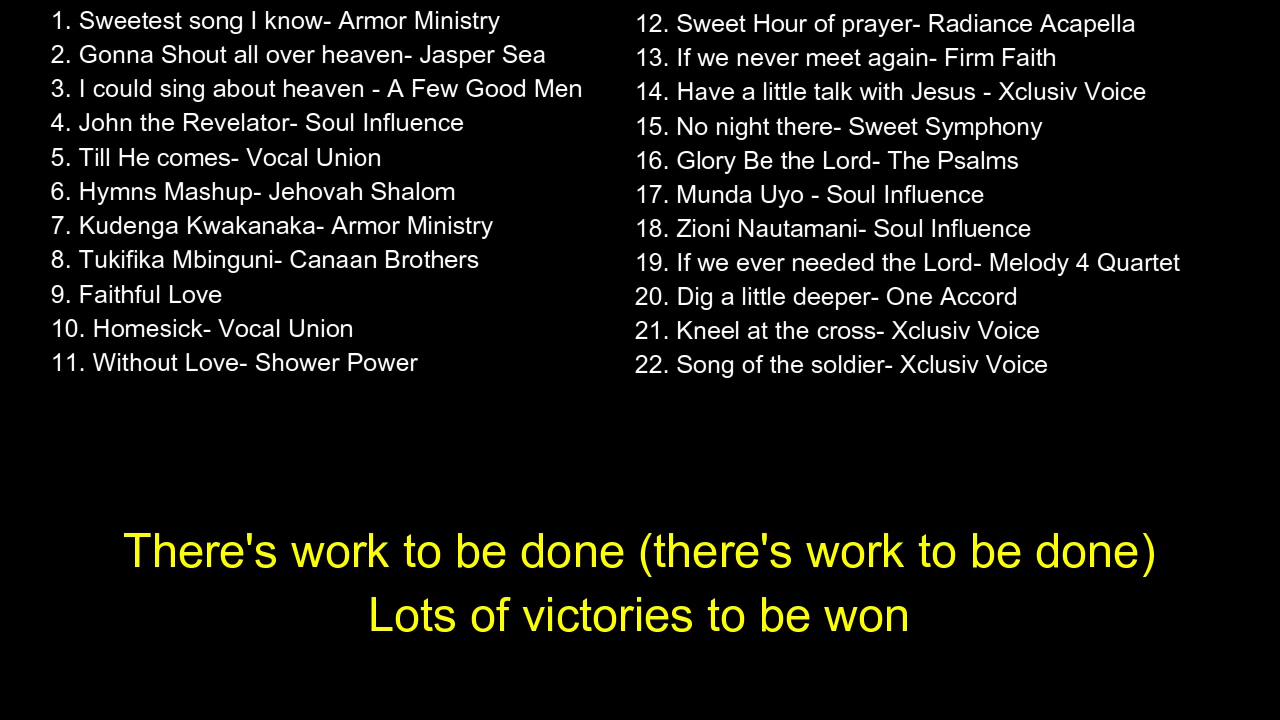 1. Sweetest song I know- Armor Ministry
2. Gonna Shout all over heaven- Jasper Sea
3. I could sing about heaven - A Few Good Men
4. John the Revelator- Soul Influence
5. Till He comes- Vocal Union
6. Hymns Mashup- Jehovah Shalom
7. Kudenga Kwakanaka- Armor Ministry
8. Tukifika Mbinguni- Canaan Brothers
9. Faithful Love
10. Homesick- Vocal Union
11. Without Love- Shower Power
12. Sweet Hour of prayer- Radiance Acapella
13. If we never meet again- Firm Faith
14. Have a little talk with Jesus - Xclusiv Voice
15. No night there- Sweet Symphony
16. Glory Be the Lord- The Psalms
17. Munda Uyo - Soul Influence
18. Zioni Nautamani- Soul Influence
19. If we ever needed the Lord- Melody 4 Quartet
20. Dig a little deeper- One Accord
21. Kneel at the cross- Xclusiv Voice
22. Song of the soldier- Xclusiv Voice
There's work to be done (there's work to be done)
Lots of victories to be won